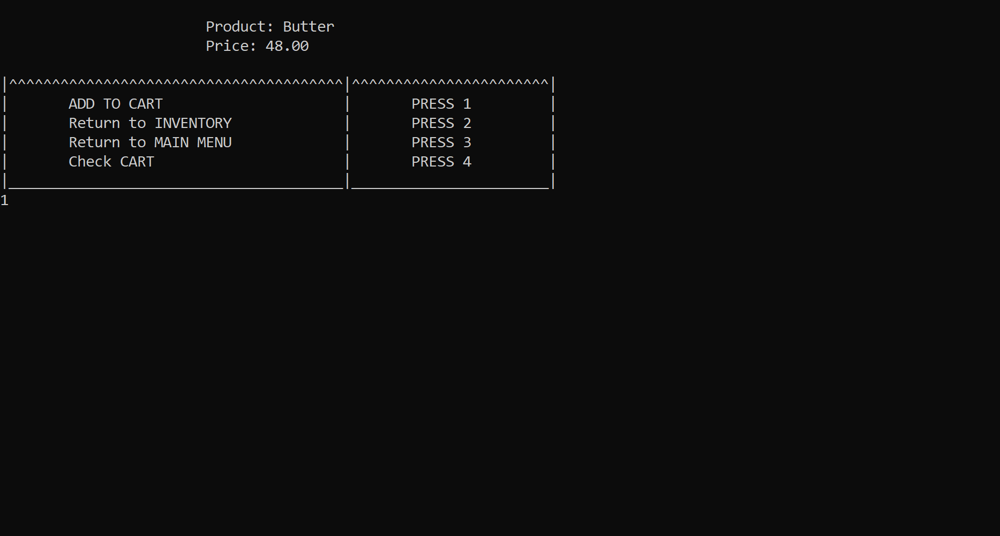 Product: Butter
Price: 48.00
|^^^^^^^^^^^^^^^^^^^^^^^^^^^^^^^^^^^^^^^|^^^^^^^^^^^^^^^^^^^^^^^|
| ADD TO CART | PRESS 1 |
| Return to INVENTORY | PRESS 2 |
| Return to MAIN MENU | PRESS 3 |
| Check CART | PRESS 4 |
|_______________________________________|_______________________|
1